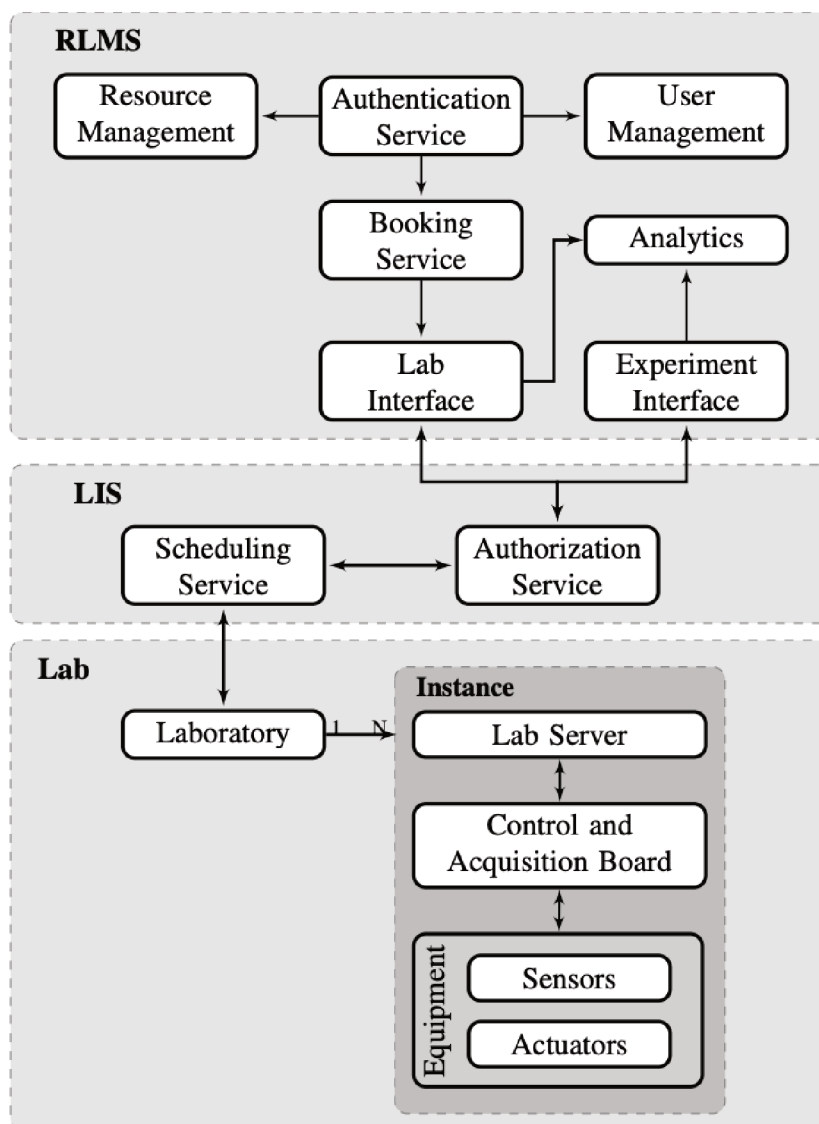 RLMS
Resource
Management
Authentication
Service
User
Management
Booking
Service
Analytics
Lab
Interface
Experiment
Interface
LIS
Scheduling
Service
Authorization
Service
Lab
Instance
Laboratory
1 N
Lab Server
Control and
Acquisition Board
Equipment
Sensors
Actuators